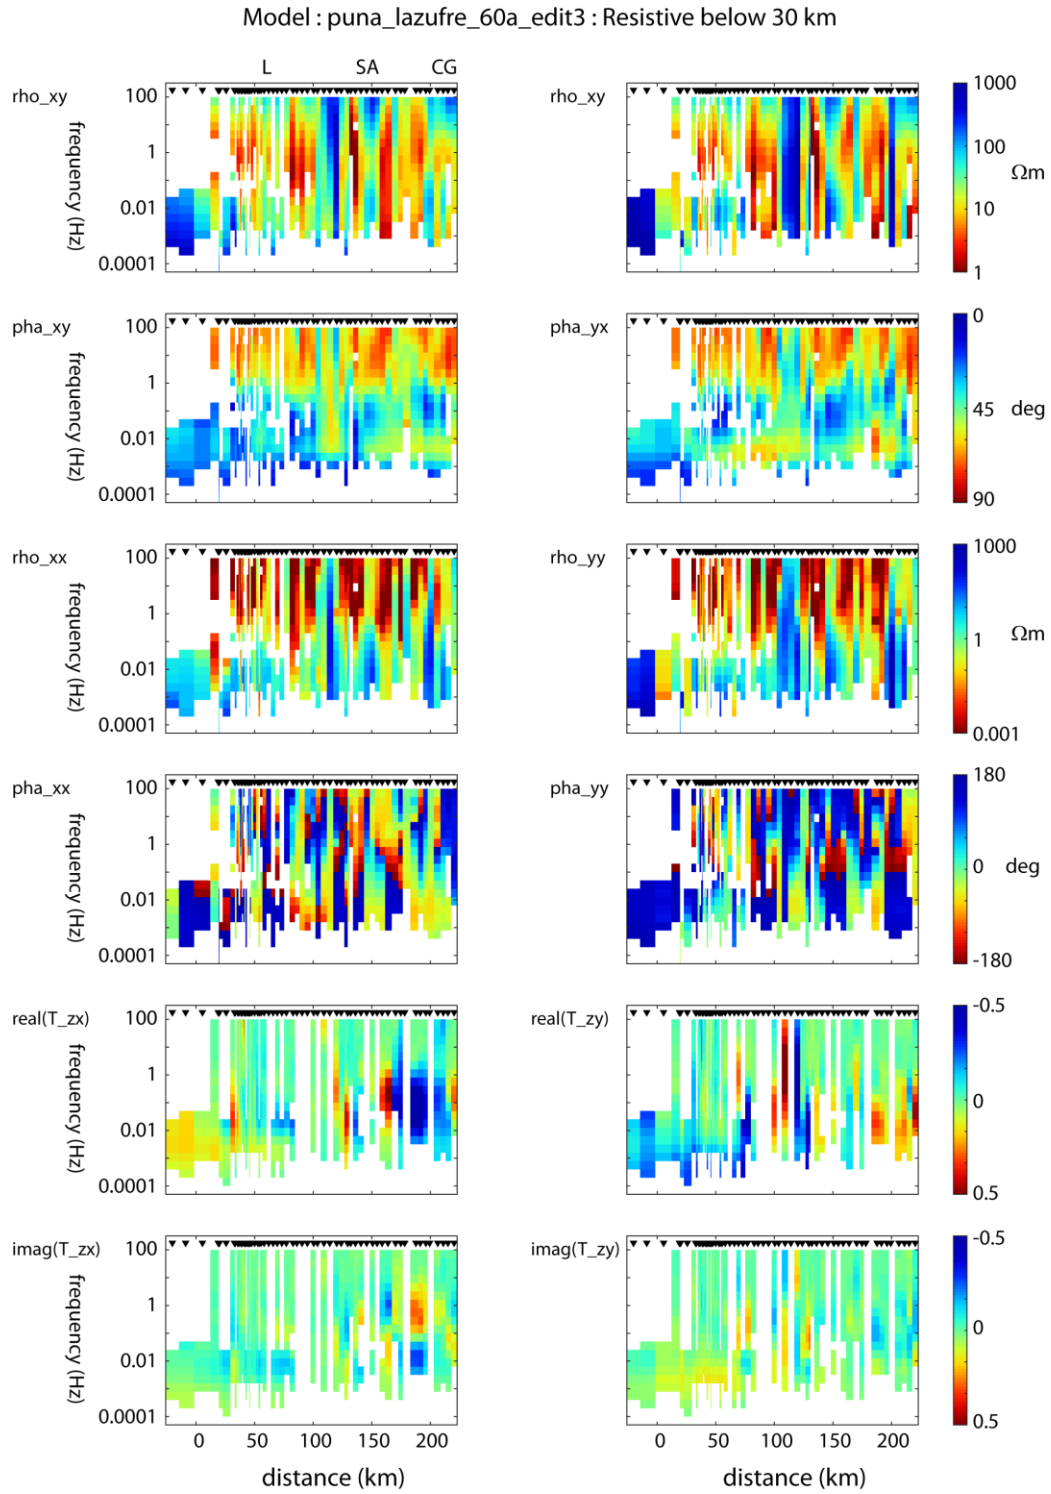 Model : puna_lazufre_60a_edit3 : Resistive below 30 km
L SA CG
rho_xy
frequency (Hz)
100
1
0.01
0.0001
rho_xy
1000
100
10
1
Ωm
pha_xy
frequency (Hz)
100
1
0.01
0.0001
pha_yx
0
45
90
deg
rho_xx
frequency (Hz)
100
1
0.01
0.0001
rho_yy
1000
1
0.001
Ωm
pha_xx
frequency (Hz)
100
1
0.01
0.0001
pha_yy
180
0
-180
deg
real(T_zx)
frequency (Hz)
100
1
0.01
0.0001
real(T_zy)
-0.5
0
0.5
imag(T_zx)
frequency (Hz)
100
1
0.01
0.0001
imag(T_zy)
-0.5
0
0.5
0 50 100 150 200
distance (km)
0 50 100 150 200
distance (km)